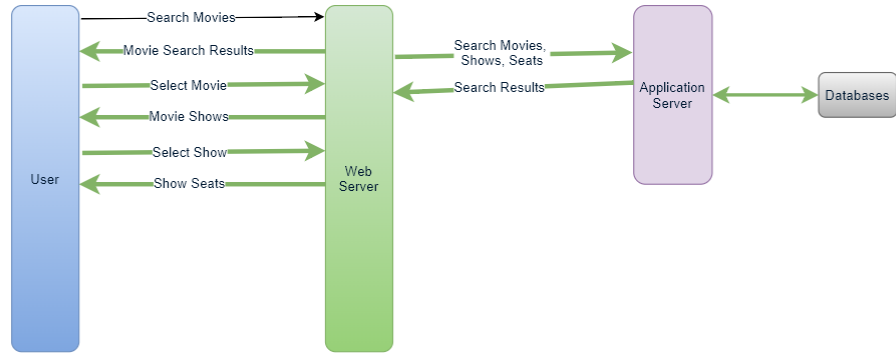 Search Movies
Movie Search Results
Select Movie
Movie Shows
Select Show
Show Seats
User
Web
Server
Search Movies,
Shows, Seats
Search Results
Application
Server
Databases